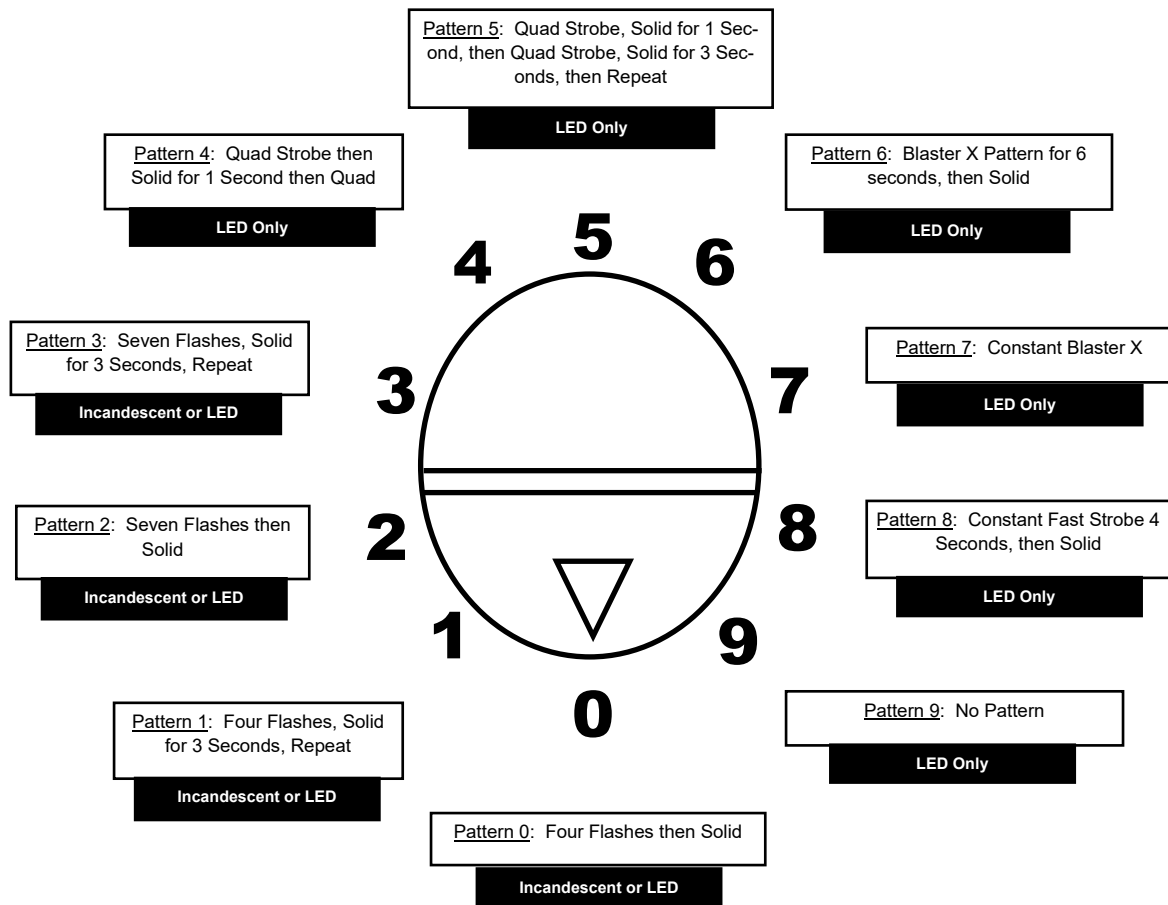 Pattern 5:  Quad Strobe, Solid for 1 Sec-
ond, then Quad Strobe, Solid for 3 Sec-
onds, then Repeat
LED Only
Pattern 4:  Quad Strobe then
Solid for 1 Second then Quad
LED Only
Pattern 6:  Blaster X Pattern for 6
seconds, then Solid
LED Only
5
4
6
Pattern 3:  Seven Flashes, Solid
for 3 Seconds, Repeat
Incandescent or LED
Pattern 7:  Constant Blaster X
LED Only
3
7
Pattern 2:  Seven Flashes then
Solid
Incandescent or LED
Pattern 8:  Constant Fast Strobe 4
Seconds, then Solid
LED Only
2
8
1
9
0
Pattern 1:  Four Flashes, Solid
for 3 Seconds, Repeat
Incandescent or LED
Pattern 9:  No Pattern
LED Only
Pattern 0:  Four Flashes then Solid
Incandescent or LED